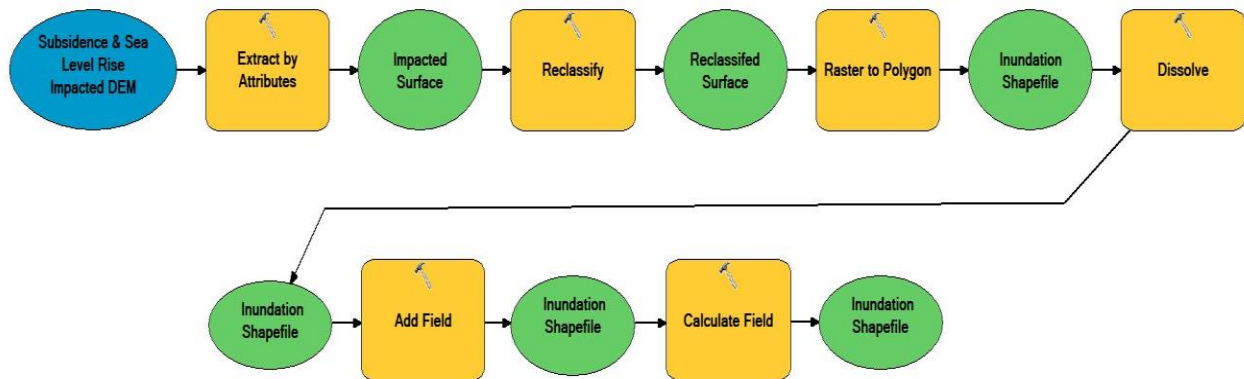 Subsidence & Sea
Level Rise
Impacted DEM
Extract by
Attributes
Impacted
Surface
Reclassify
Reclassifed
Surface
Raster to Polygon
Inundation
Shapefile
Dissolve
Inundation
Shapefile
Add Field
Inundation
Shapefile
Calculate Field
Inundation
Shapefile